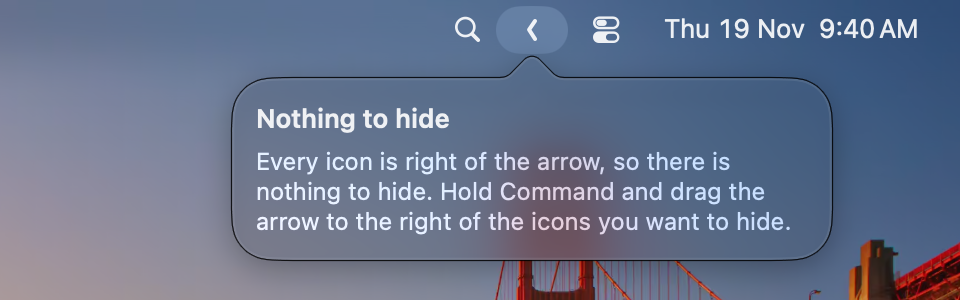 Thu 19 Nov 9:40 AM
Nothing to hide
Every icon is right of the arrow, so there is
nothing to hide. Hold Command and drag the
arrow to the right of the icons you want to hide.